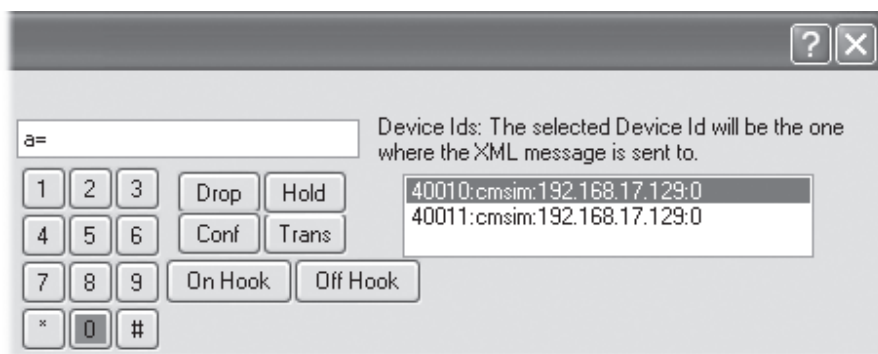 ? X
a=
Device Ids: The selected Device Id will be the one
where the XML message is sent to.
1 2 3 Drop Hold
40010:cmsim:192.168.17.129:0
40011:cmsim:192.168.17.129:0
4 5 6 Conf Trans
7 8 9 On Hook Off Hook
* 0 #